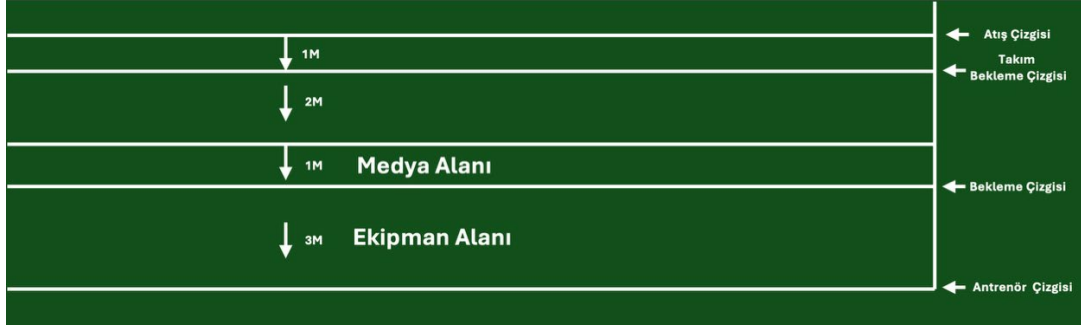 Atış Çizgisi
1M
Takım
Bekleme Çizgisi
2M
1M Medya Alanı
Bekleme Çizgisi
3M Ekipman Alanı
Antrenör Çizgisi